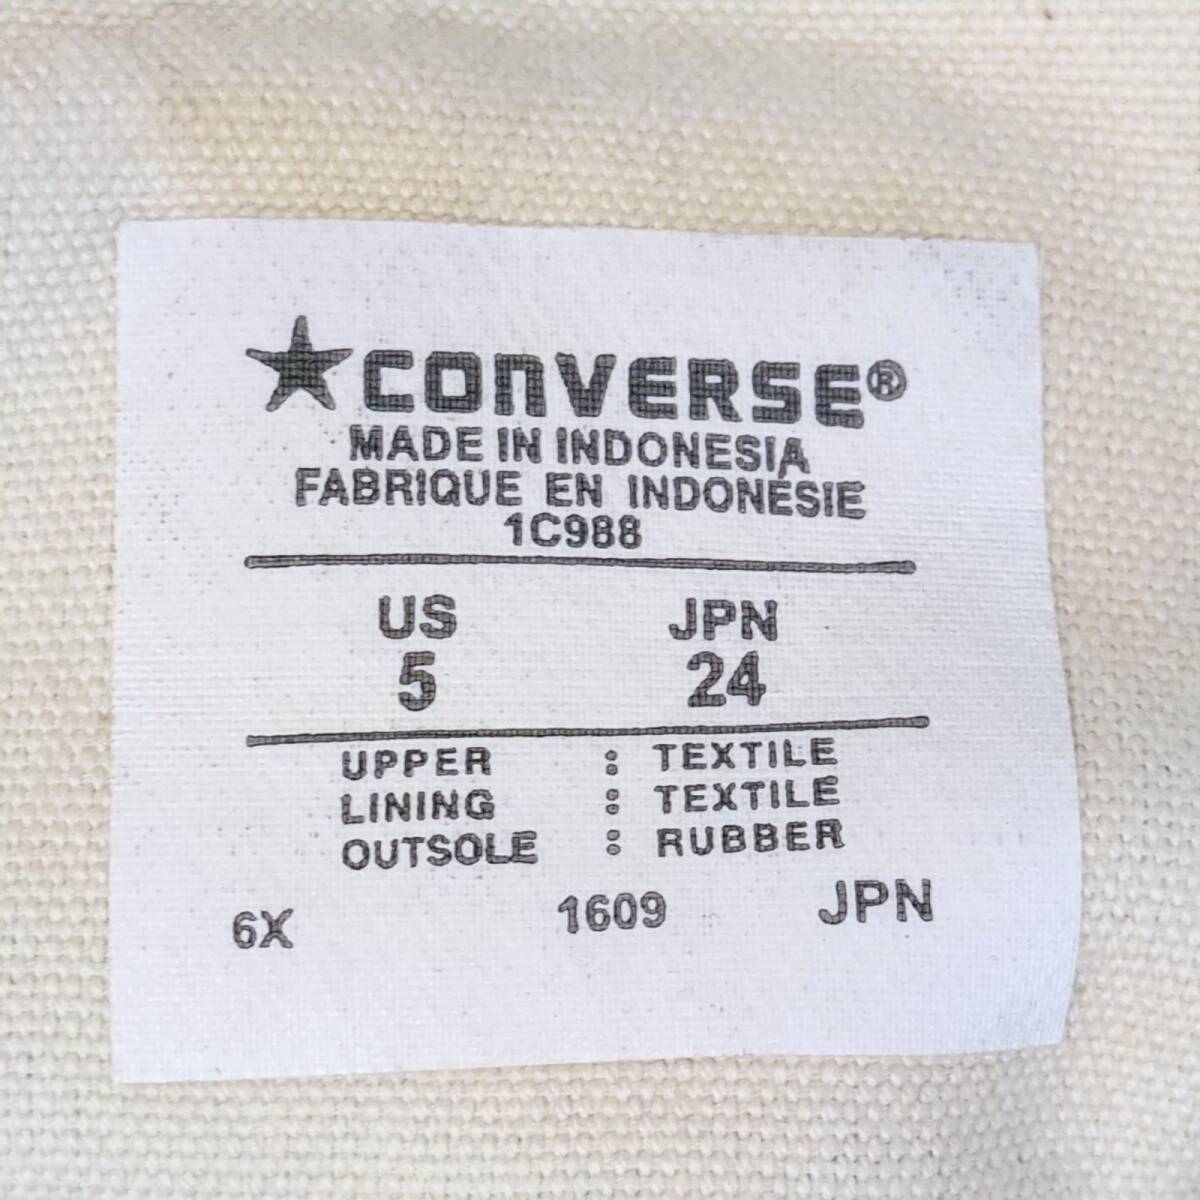 CONVERSE®
MADE IN INDONESIA
FABRIQUE EN INDONESIE
1C988
US JPN
5 24
UPPER : TEXTILE
LINING : TEXTILE
OUTSOLE : RUBBER
6X 1609 JPN